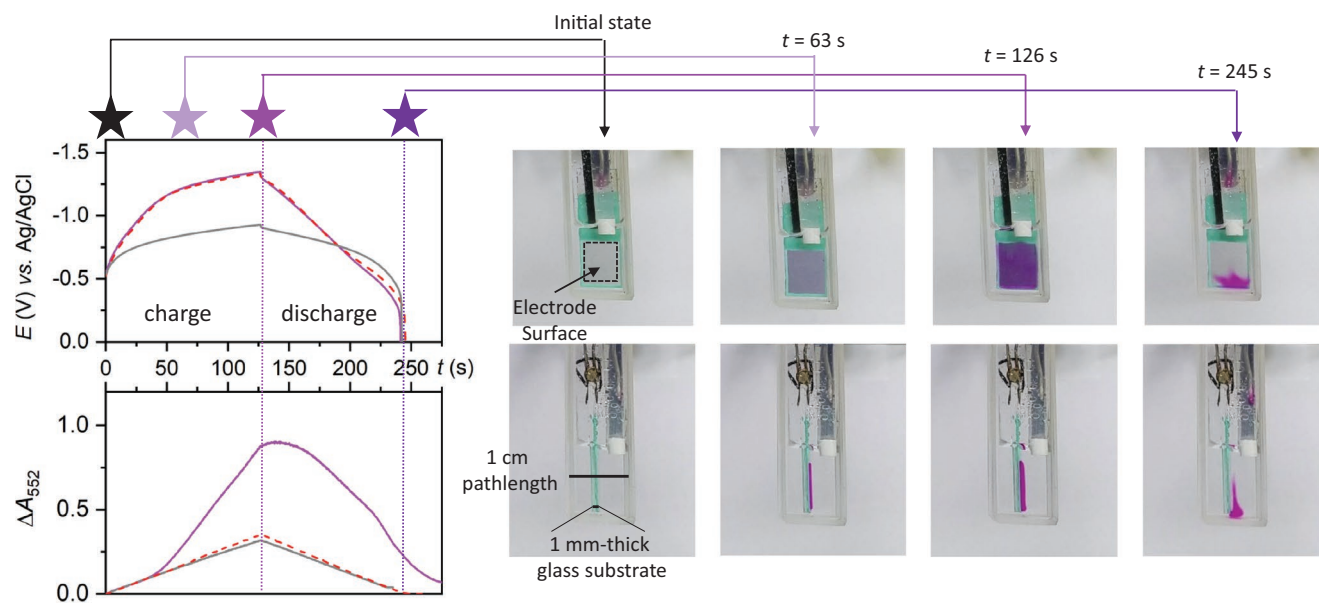 Initial state
t = 63 s
t = 126 s
t = 245 s
-1.5
-1.0
-0.5
0.0
E (V) vs. Ag/AgCl
charge
discharge
0
50
100
150
200
250
t (s)
1.0
0.5
0.0
ΔA552
Electrode
Surface
1 cm
pathlength
1 mm-thick
glass substrate